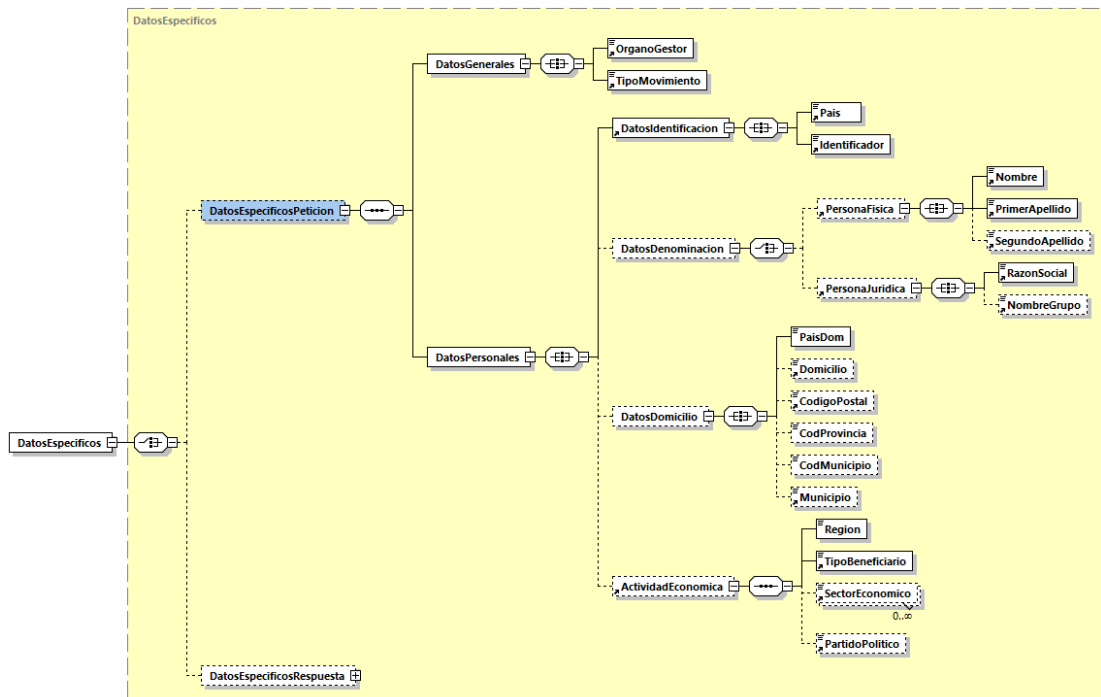 DatosEspecificos
OrganoGestor
DatosGenerales
TipoMovimiento
Pais
DatosIdentificacion
Identificador
Nombre
DatosEspecificosPeticion
PersonaFisica
PrimerApellido
SegundoApellido
DatosDenominacion
RazonSocial
PersonaJuridica
NombreGrupo
PaisDom
DatosPersonales
Domicilio
CodigoPostal
DatosDomicilio
CodProvincia
DatosEspecificos
CodMunicipio
Municipio
Region
TipoBeneficiario
ActividadEconomica
SectorEconomico
0..∞
PartidoPolitico
DatosEspecificosRespuesta